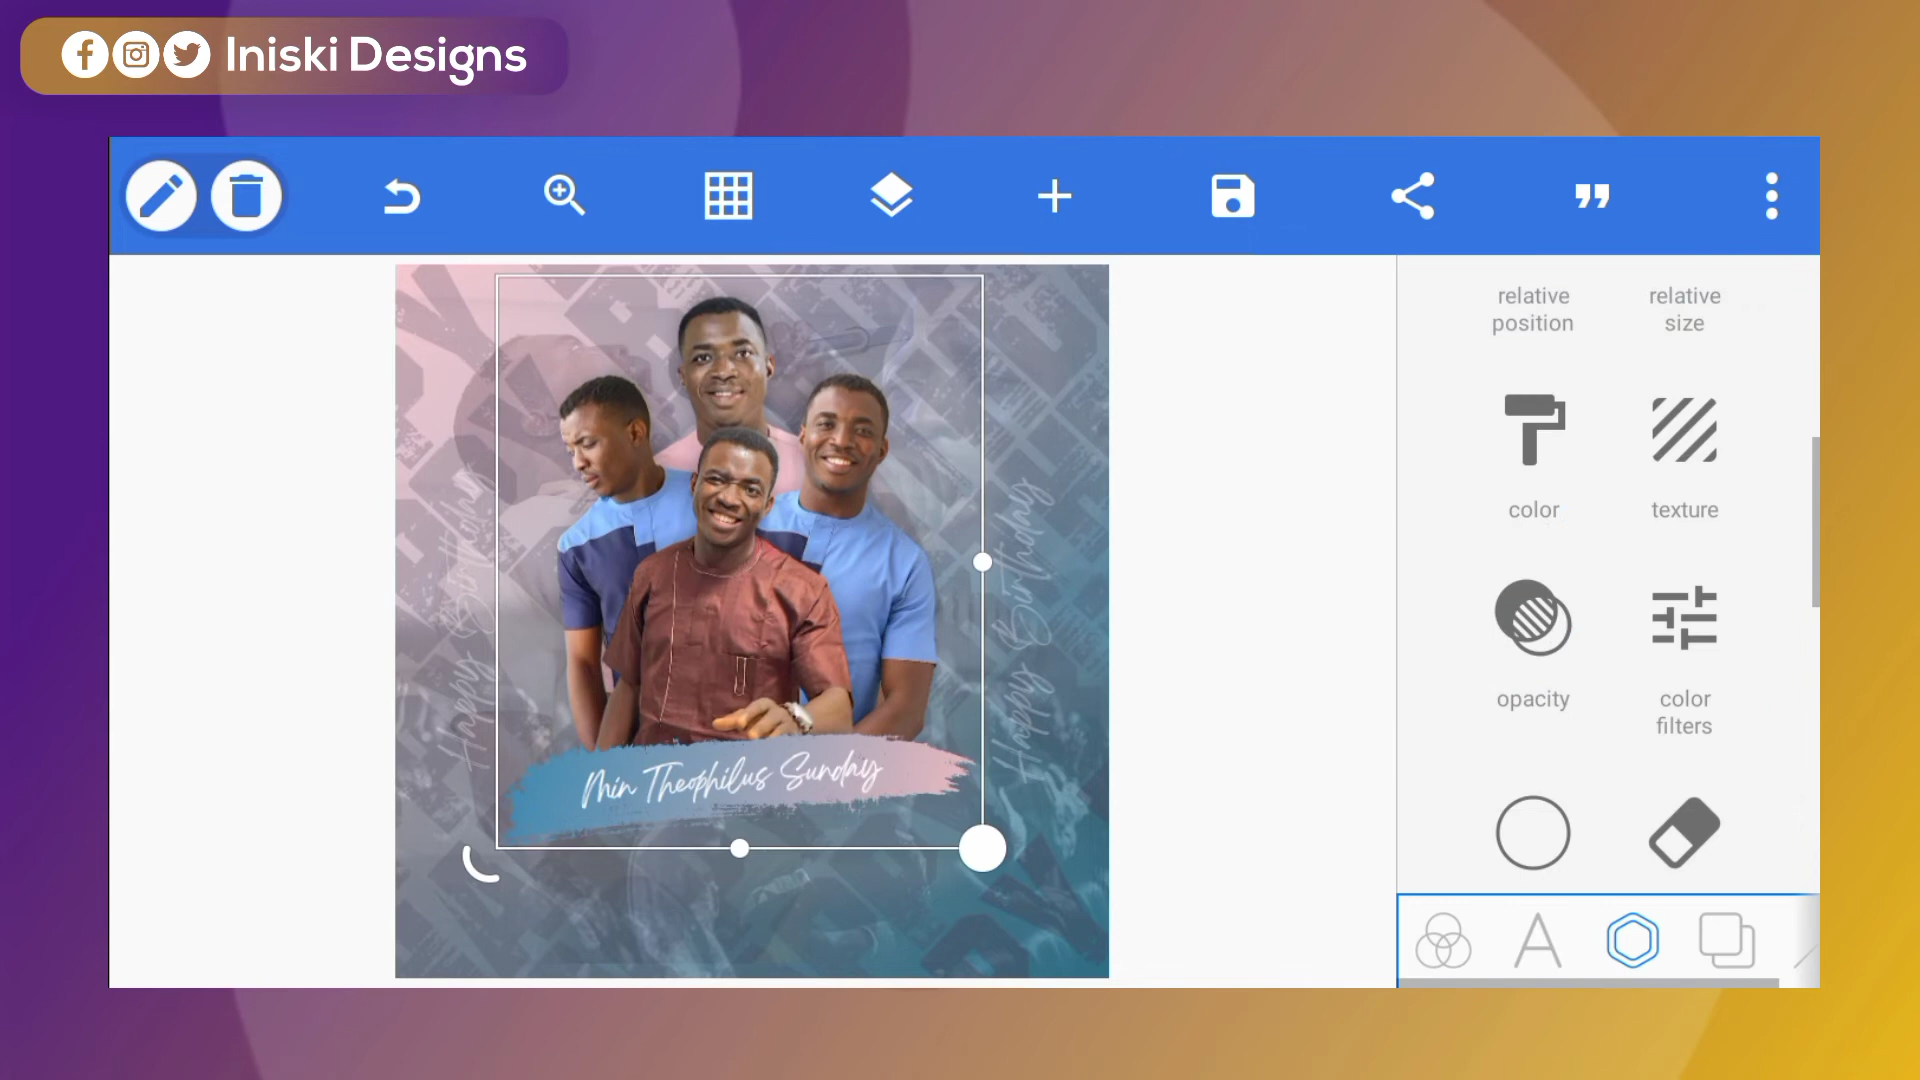 Iniski Designs
relative
position
relative
size
color
texture
opacity
color
filters
Happy Birthday
Happy Birthday
Min Theophilus Sunday